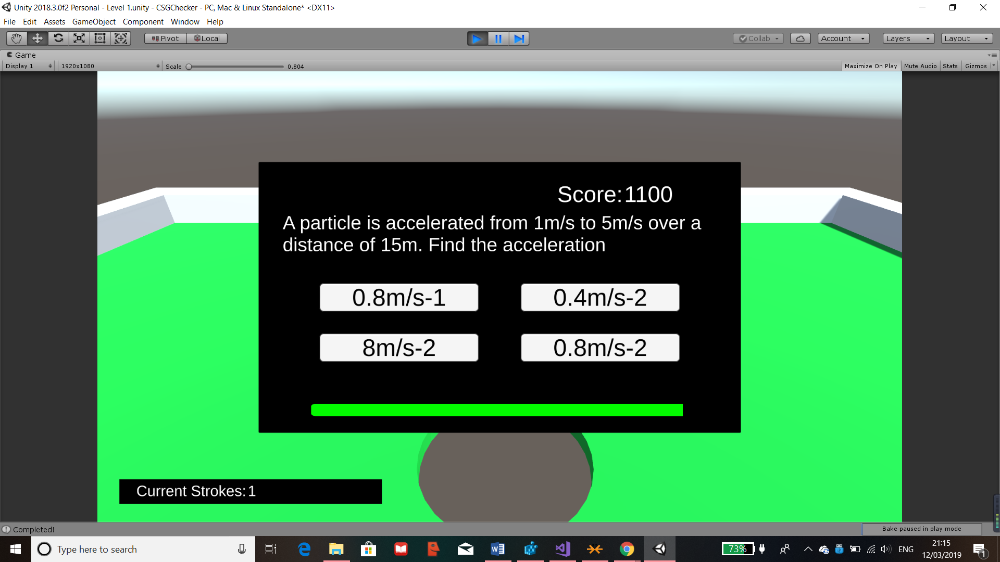 Unity 2018.3.0f2 Personal - Level 1.unity - CSGChecker - PC, Mac & Linux Standalone* <DX11>
File Edit Assets GameObject Component Window Help
Pivot Local Collab Account Layers Layout
Game
Display 1 1920x1080 Scale 0.804 Maximize On Play Mute Audio Stats Gizmos
Score:1100
A particle is accelerated from 1m/s to 5m/s over a
distance of 15m. Find the acceleration
0.8m/s-1 0.4m/s-2
8m/s-2 0.8m/s-2
Current Strokes:1
Completed! Bake paused in play mode
Type here to search 73% ENG 21:15
12/03/2019 1